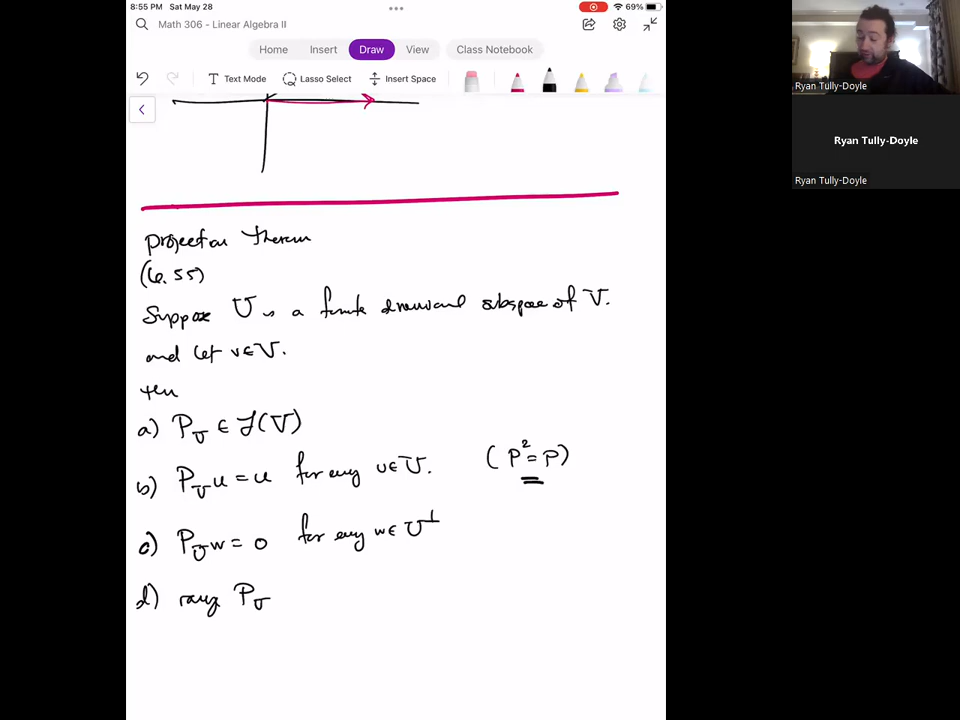 8:55 PM Sat May 28
69%
Math 306 - Linear Algebra II
Home Insert Draw View Class Notebook
Text Mode Lasso Select Insert Space
Ryan Tully-Doyle
Ryan Tully-Doyle
Ryan Tully-Doyle
Projection Theorem
(6.55)
Suppose U is a finite dimensional subspace of V.
and let v∈V.
then
a) P_U ∈ L(V)
b) P_U u = u for every u∈U. (P²=P)
c) P_U w = 0 for every w∈U^⊥
d) range P_U